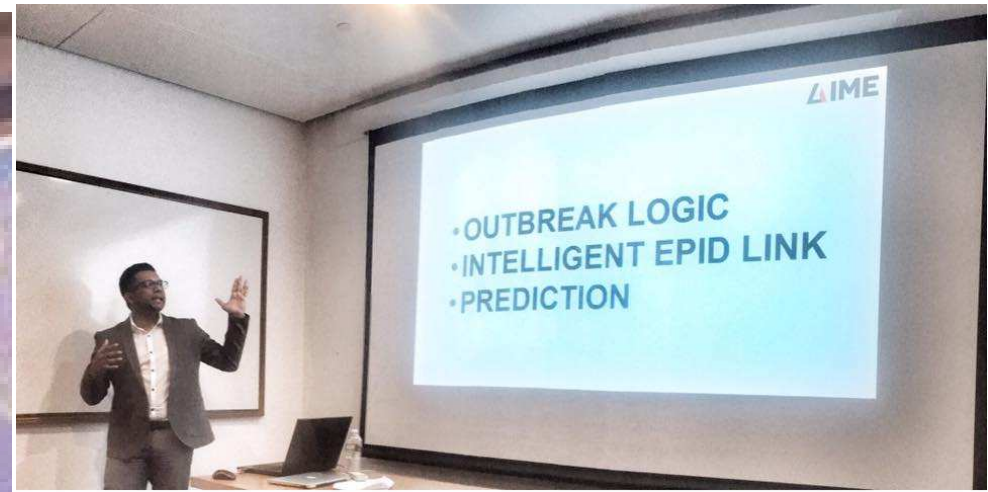 AIME
• OUTBREAK LOGIC
• INTELLIGENT EPID LINK
• PREDICTION